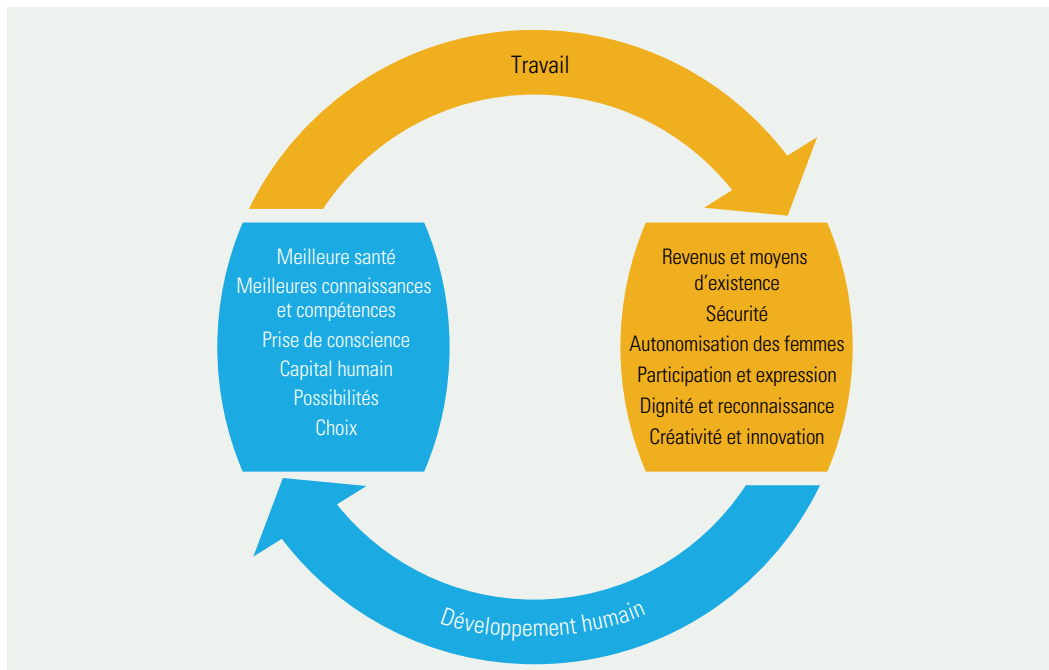 Travail
Meilleure santé
Meilleures connaissances
et compétences
Prise de conscience
Capital humain
Possibilités
Choix
Revenus et moyens
d’existence
Sécurité
Autonomisation des femmes
Participation et expression
Dignité et reconnaissance
Créativité et innovation
Développement humain